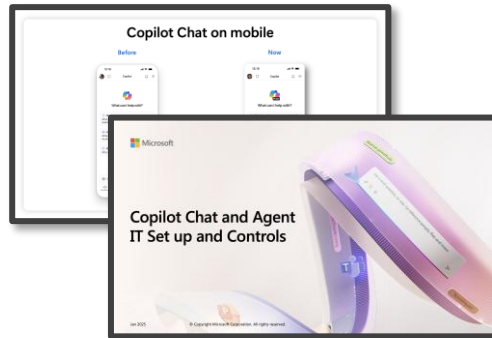 Copilot Chat on mobile
Before
Now
What can I help with?
What can I help with?
Microsoft
Copilot Chat and Agent
IT Set up and Controls
Jan 2025
© Copyright Microsoft Corporation. All rights reserved.